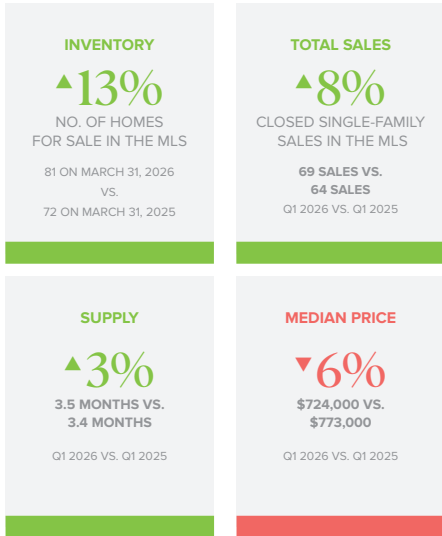 INVENTORY
▲13%
NO. OF HOMES
FOR SALE IN THE MLS
81 ON MARCH 31, 2026
VS.
72 ON MARCH 31, 2025
TOTAL SALES
▲8%
CLOSED SINGLE-FAMILY
SALES IN THE MLS
69 SALES VS.
64 SALES
Q1 2026 VS. Q1 2025
SUPPLY
▲3%
3.5 MONTHS VS.
3.4 MONTHS
Q1 2026 VS. Q1 2025
MEDIAN PRICE
▼6%
$724,000 VS.
$773,000
Q1 2026 VS. Q1 2025